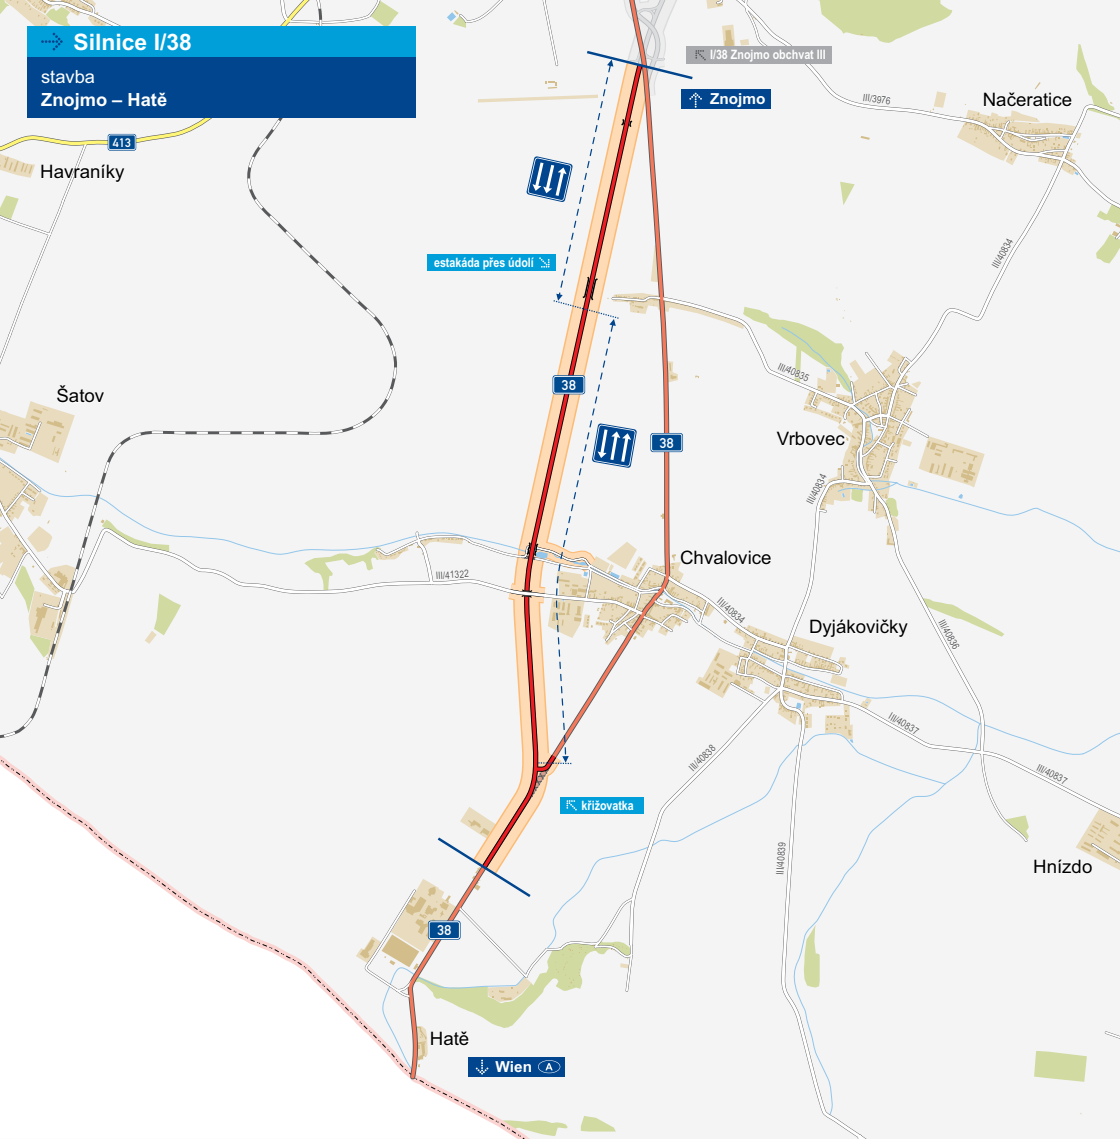 Silnice I/38
stavba
Znojmo – Hatě
I/38 Znojmo obchvat III
Znojmo
III/3976
Načeratice
413
Havraníky
III/40834
estakáda přes údolí
38
III/40835
Šatov
38
Vrbovec
III/40834
Chvalovice
III/41322
III/40834
Dyjákovičky
III/40836
III/40837
III/40838
III/40837
křižovatka
III/40839
Hnízdo
38
Hatě
Wien A